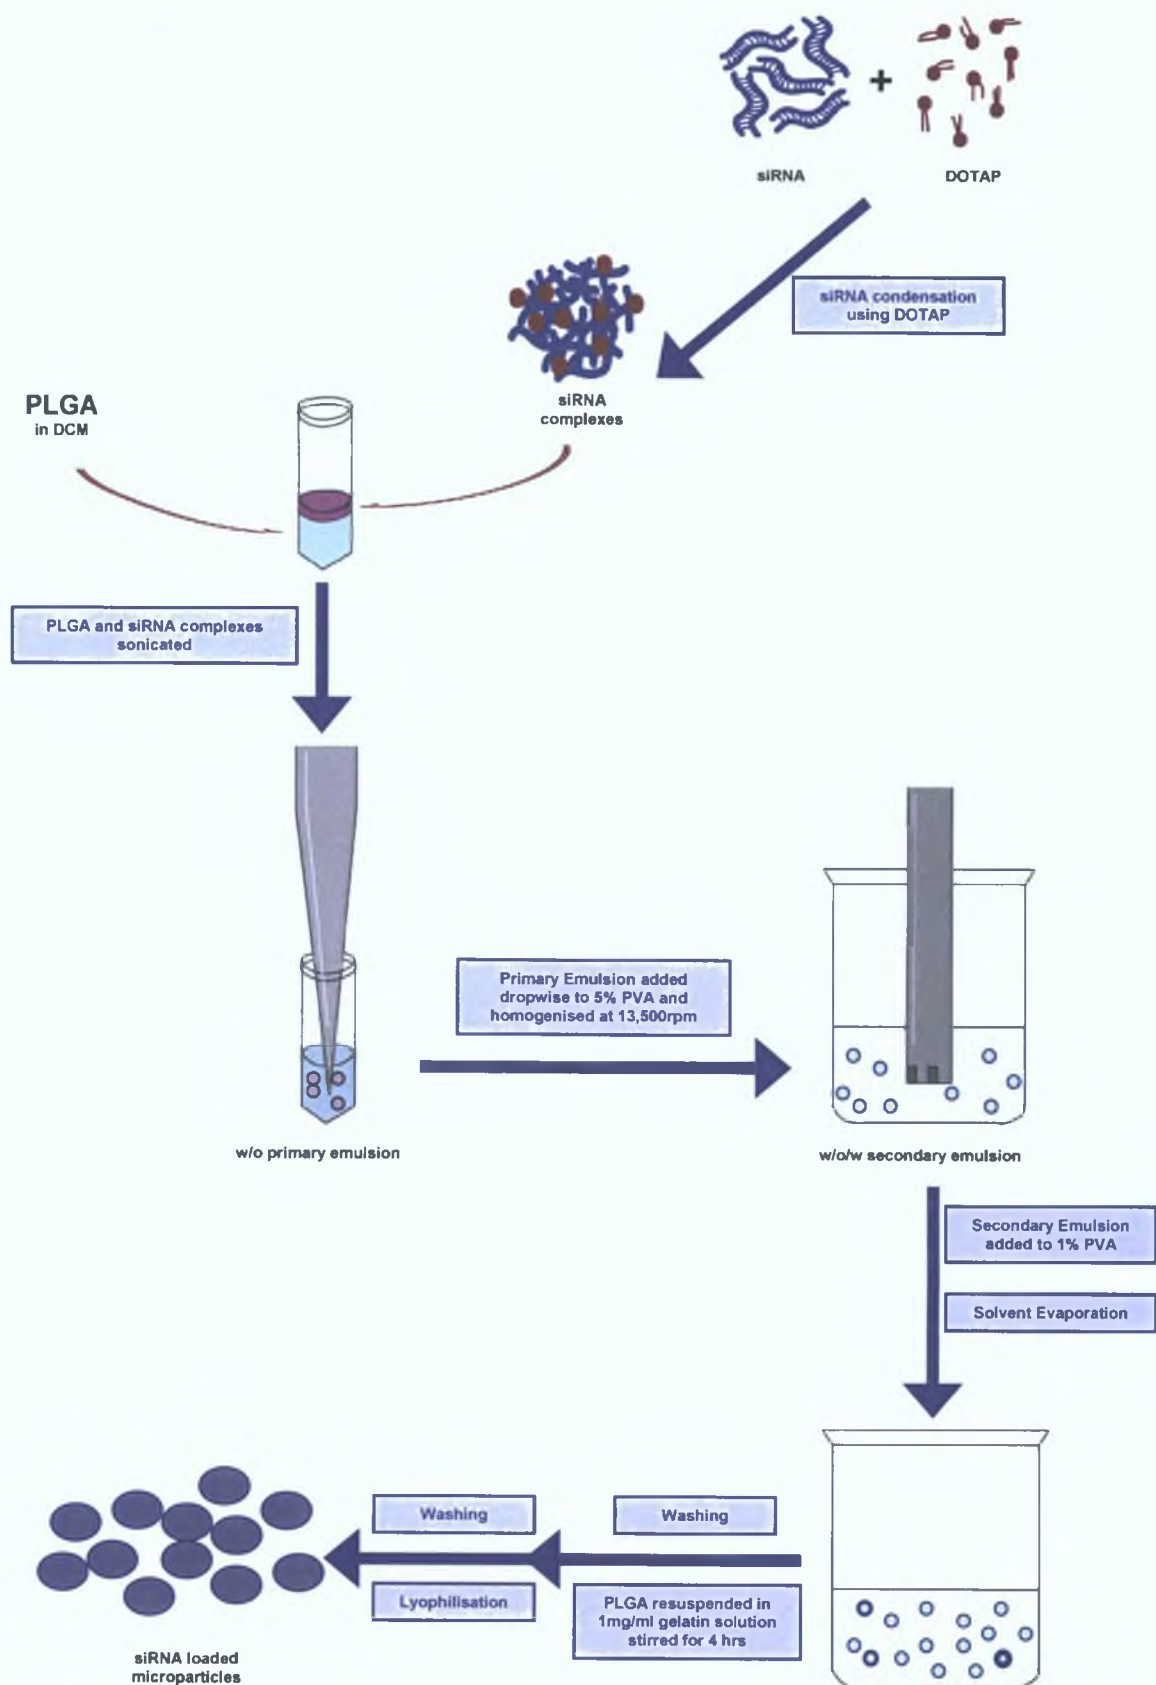 +
siRNA
DOTAP
siRNA condensation
using DOTAP
siRNA
complexes
PLGA
in DCM
PLGA and siRNA complexes
sonicated
Primary Emulsion added
dropwise to 5% PVA and
homogenised at 13,500rpm
w/o primary emulsion
w/o/w secondary emulsion
Secondary Emulsion
added to 1% PVA
Solvent Evaporation
Washing
Washing
Lyophilisation
PLGA resuspended in
1mg/ml gelatin solution
stirred for 4 hrs
siRNA loaded
microparticles